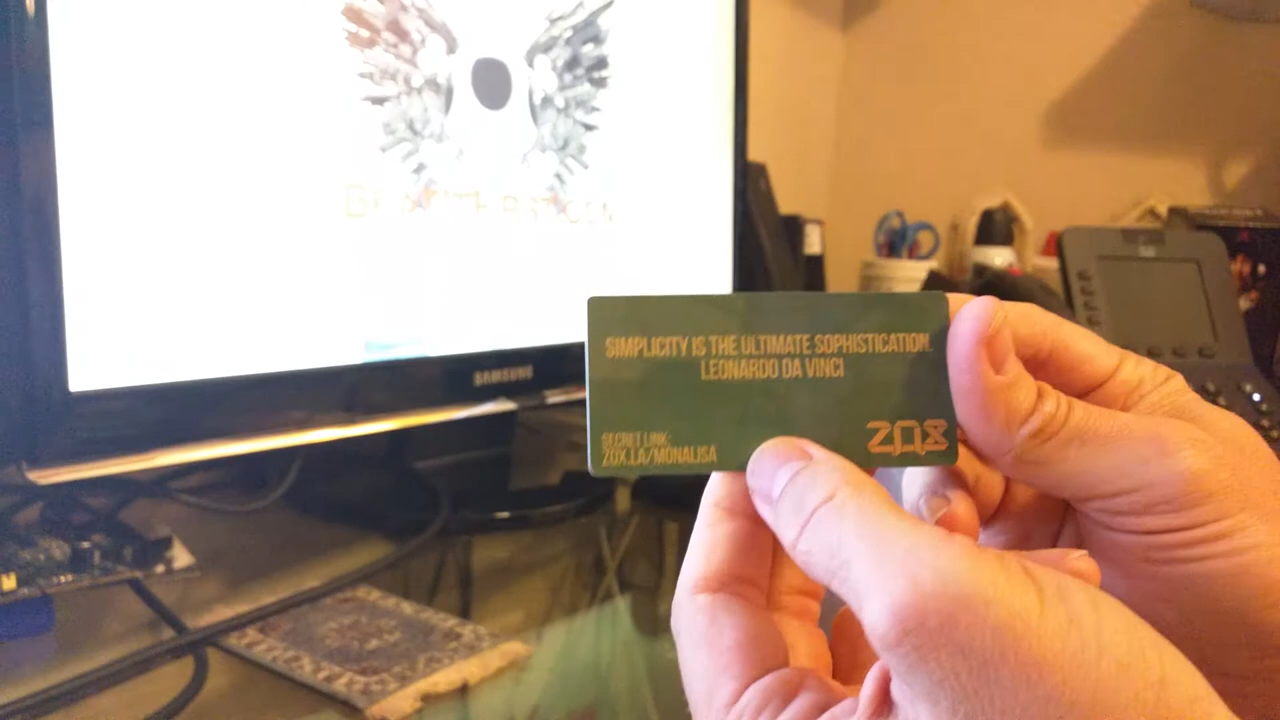 SAMSUNG
SIMPLICITY IS THE ULTIMATE SOPHISTICATION.
LEONARDO DA VINCI
SECRET LINK:
ZOX.LA/MONALISA
ZOX